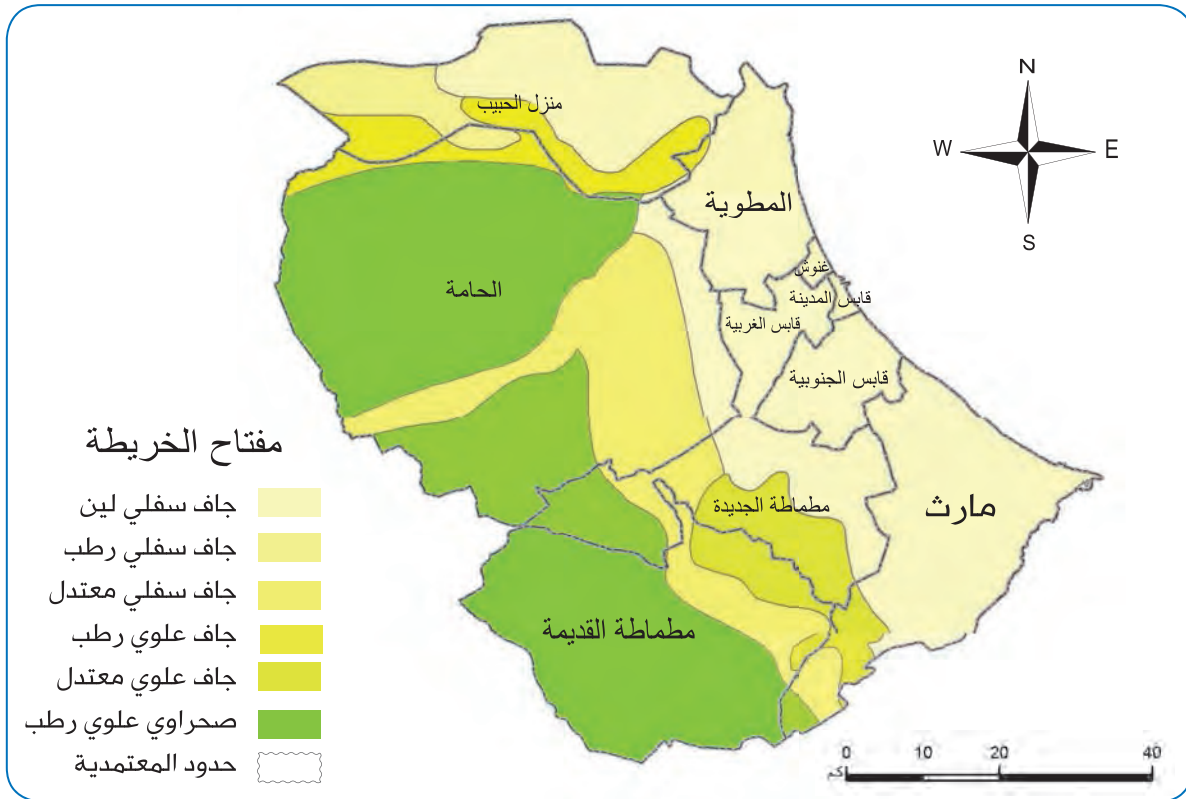 منزل الحبيب
المطوية
غنوش
قابس المدينة
الحامة
قابس الغربية
قابس الجنوبية
مطماطة الجديدة
مارث
مطماطة القديمة
N
W
E
S
مفتاح الخريطة
جاف سفلي لين
جاف سفلي رطب
جاف سفلي معتدل
جاف علوي رطب
جاف علوي معتدل
صحراوي علوي رطب
حدود المعتمدية
0 10 20 40
كم